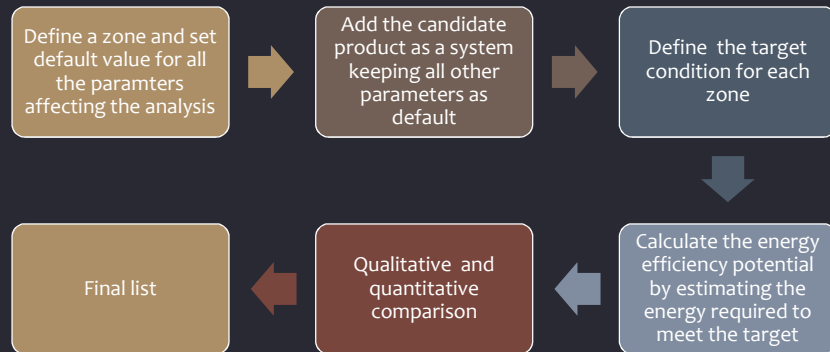 Define a zone and set
default value for all
the paramters
affecting the analysis
Add the candidate
product as a system
keeping all other
parameters as
default
Define the target
condition for each
zone
Calculate the energy
efficiency potential
by estimating the
energy required to
meet the target
Qualitative and
quantitative
comparison
Final list